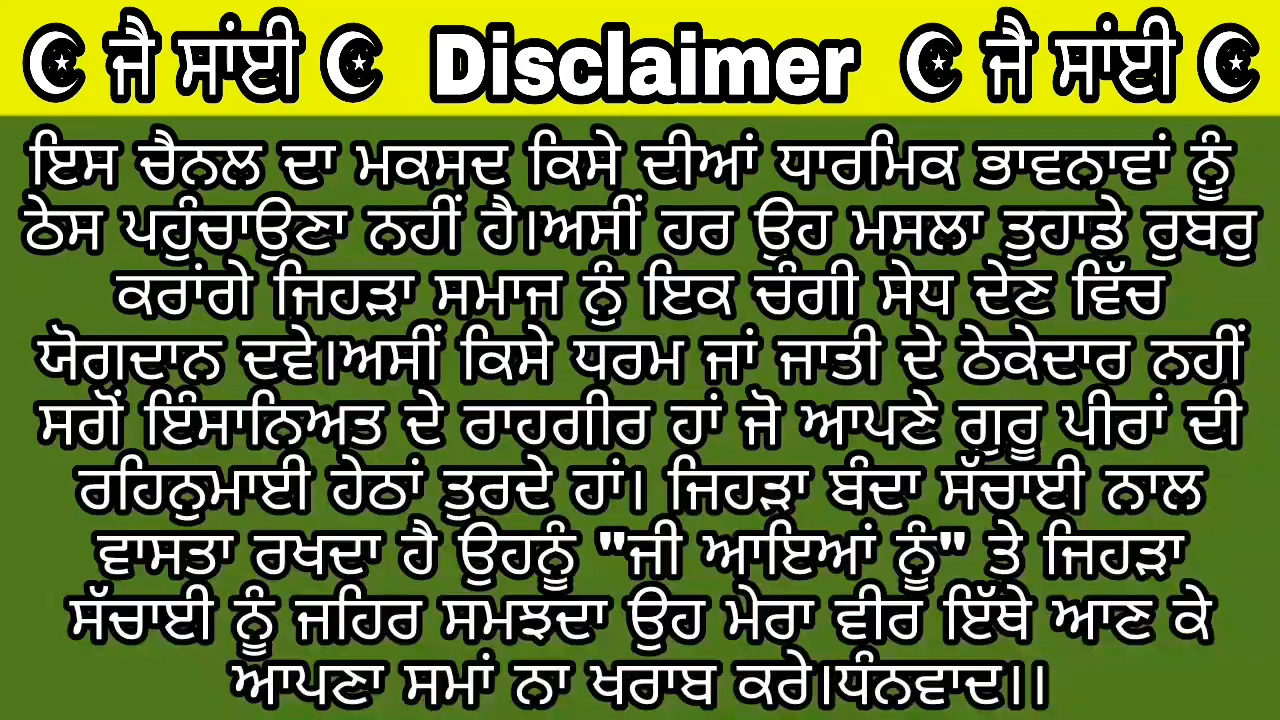 ☪ ਜੈ ਸਾਂਈ ☪ Disclaimer ☪ ਜੈ ਸਾਂਈ ☪
ਇਸ ਚੈਨਲ ਦਾ ਮਕਸਦ ਕਿਸੇ ਦੀਆਂ ਧਾਰਮਿਕ ਭਾਵਨਾਵਾਂ ਨੂੰ
ਠੇਸ ਪਹੁੰਚਾਉਣਾ ਨਹੀਂ ਹੈ।ਅਸੀਂ ਹਰ ਉਹ ਮਸਲਾ ਤੁਹਾਡੇ ਰੁਬਰੁ
ਕਰਾਂਗੇ ਜਿਹੜਾ ਸਮਾਜ ਨੁੰ ਇਕ ਚੰਗੀ ਸੇਧ ਦੇਣ ਵਿੱਚ
ਯੋਗਦਾਨ ਦਵੇ।ਅਸੀਂ ਕਿਸੇ ਧਰਮ ਜਾਂ ਜਾਤੀ ਦੇ ਠੇਕੇਦਾਰ ਨਹੀਂ
ਸਗੋਂ ਇੰਸਾਨਿਅਤ ਦੇ ਰਾਹਗੀਰ ਹਾਂ ਜੋ ਆਪਣੇ ਗੁਰੂ ਪੀਰਾਂ ਦੀ
ਰਹਿਨੁਮਾਈ ਹੇਠਾਂ ਤੁਰਦੇ ਹਾਂ। ਜਿਹੜਾ ਬੰਦਾ ਸੱਚਾਈ ਨਾਲ
ਵਾਸਤਾ ਰਖਦਾ ਹੈ ਉਹਨੂੰ "ਜੀ ਆਇਆਂ ਨੂੰ" ਤੇ ਜਿਹੜਾ
ਸੱਚਾਈ ਨੂੰ ਜਹਿਰ ਸਮਝਦਾ ਉਹ ਮੇਰਾ ਵੀਰ ਇੱਥੇ ਆਣ ਕੇ
ਆਪਣਾ ਸਮਾਂ ਨਾ ਖਰਾਬ ਕਰੇ।ਧੰਨਵਾਦ।।